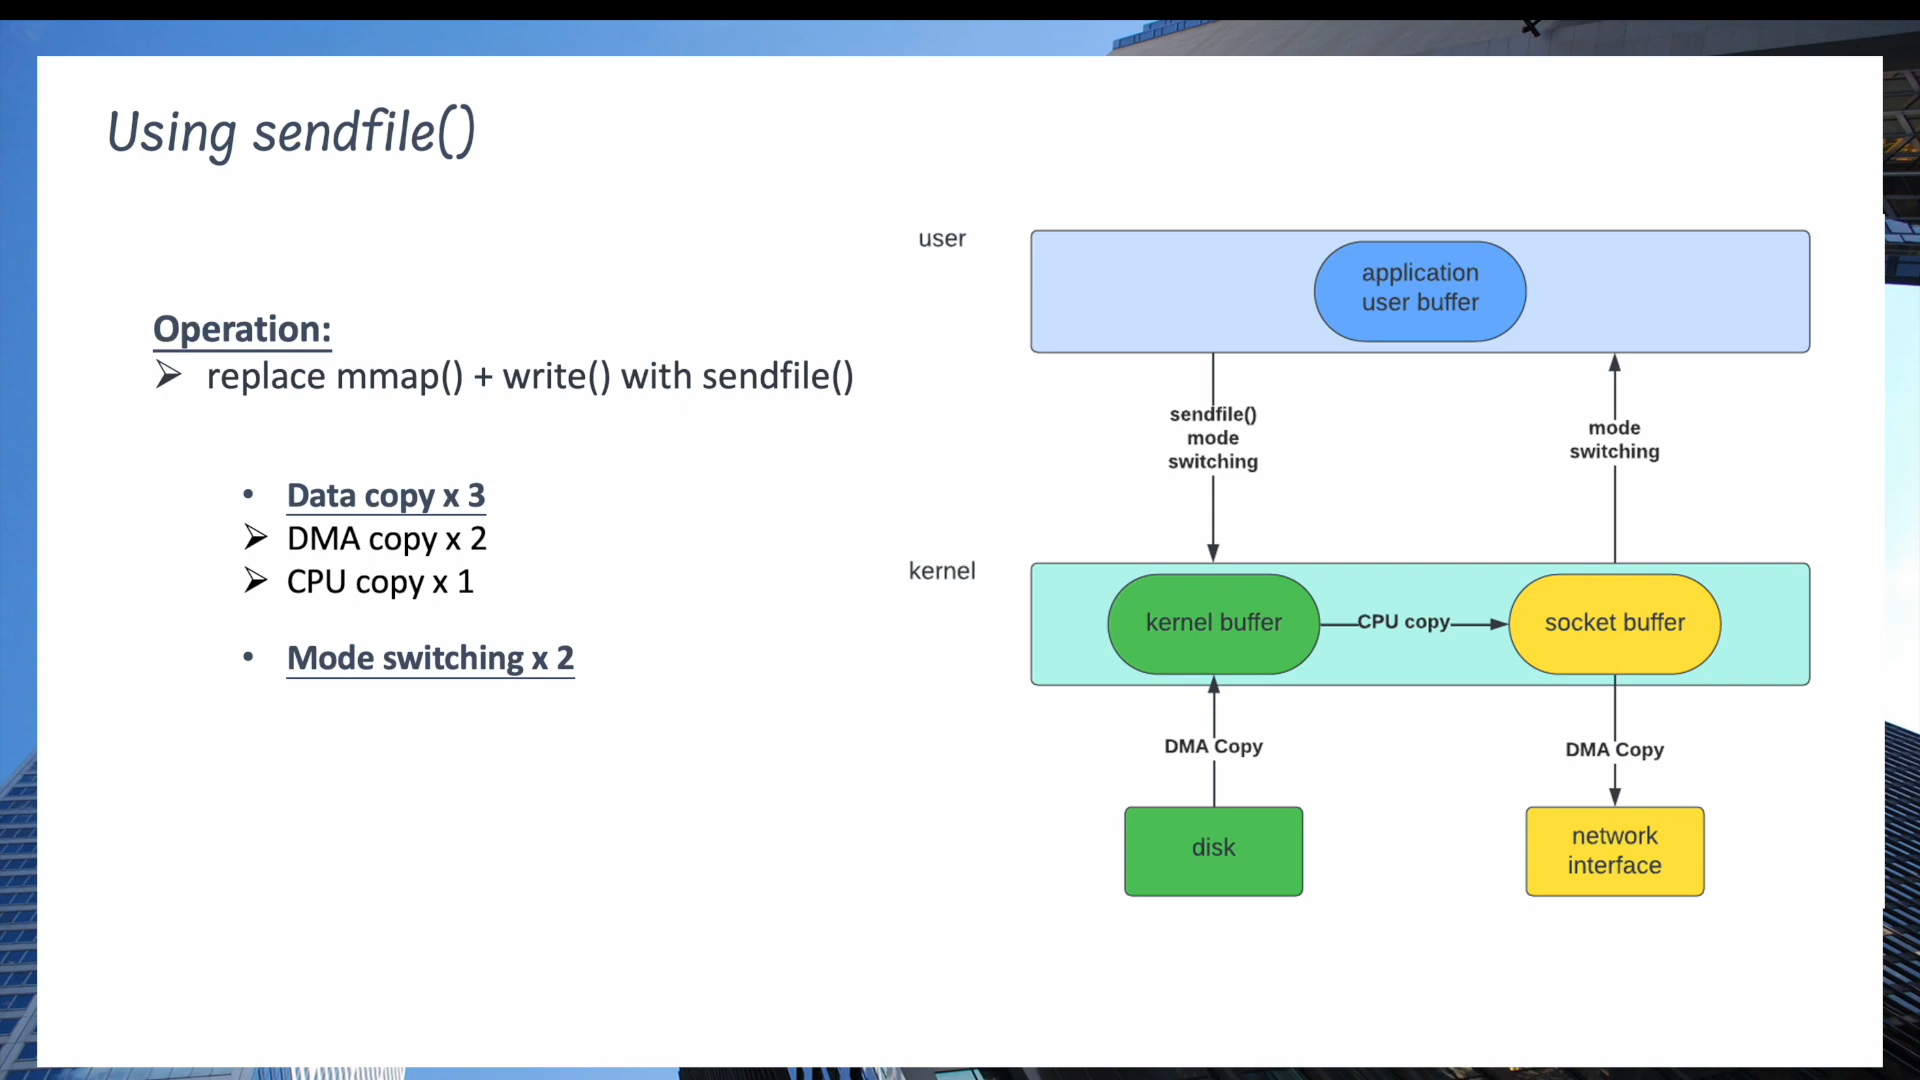 Using sendfile()
Operation:
➢ replace mmap() + write() with sendfile()
• Data copy x 3
➢ DMA copy x 2
➢ CPU copy x 1
• Mode switching x 2
user
application
user buffer
sendfile()
mode
switching
mode
switching
kernel
kernel buffer
CPU copy
socket buffer
DMA Copy
DMA Copy
disk
network
interface